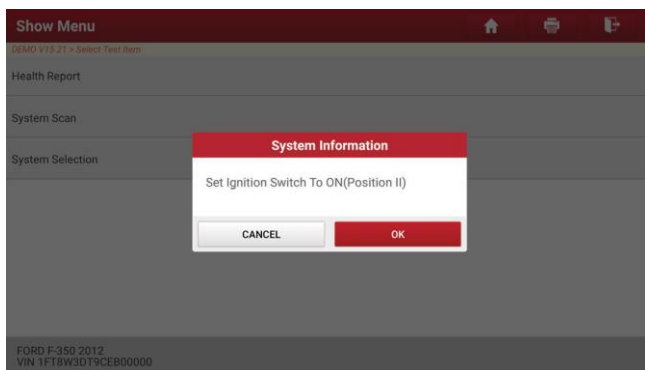 Show Menu
DEMO V15.21 > Select Test Item
Health Report
System Scan
System Selection
System Information
Set Ignition Switch To ON(Position II)
CANCEL
OK
FORD F-350 2012
VIN 1FT8W3DT9CEB00000